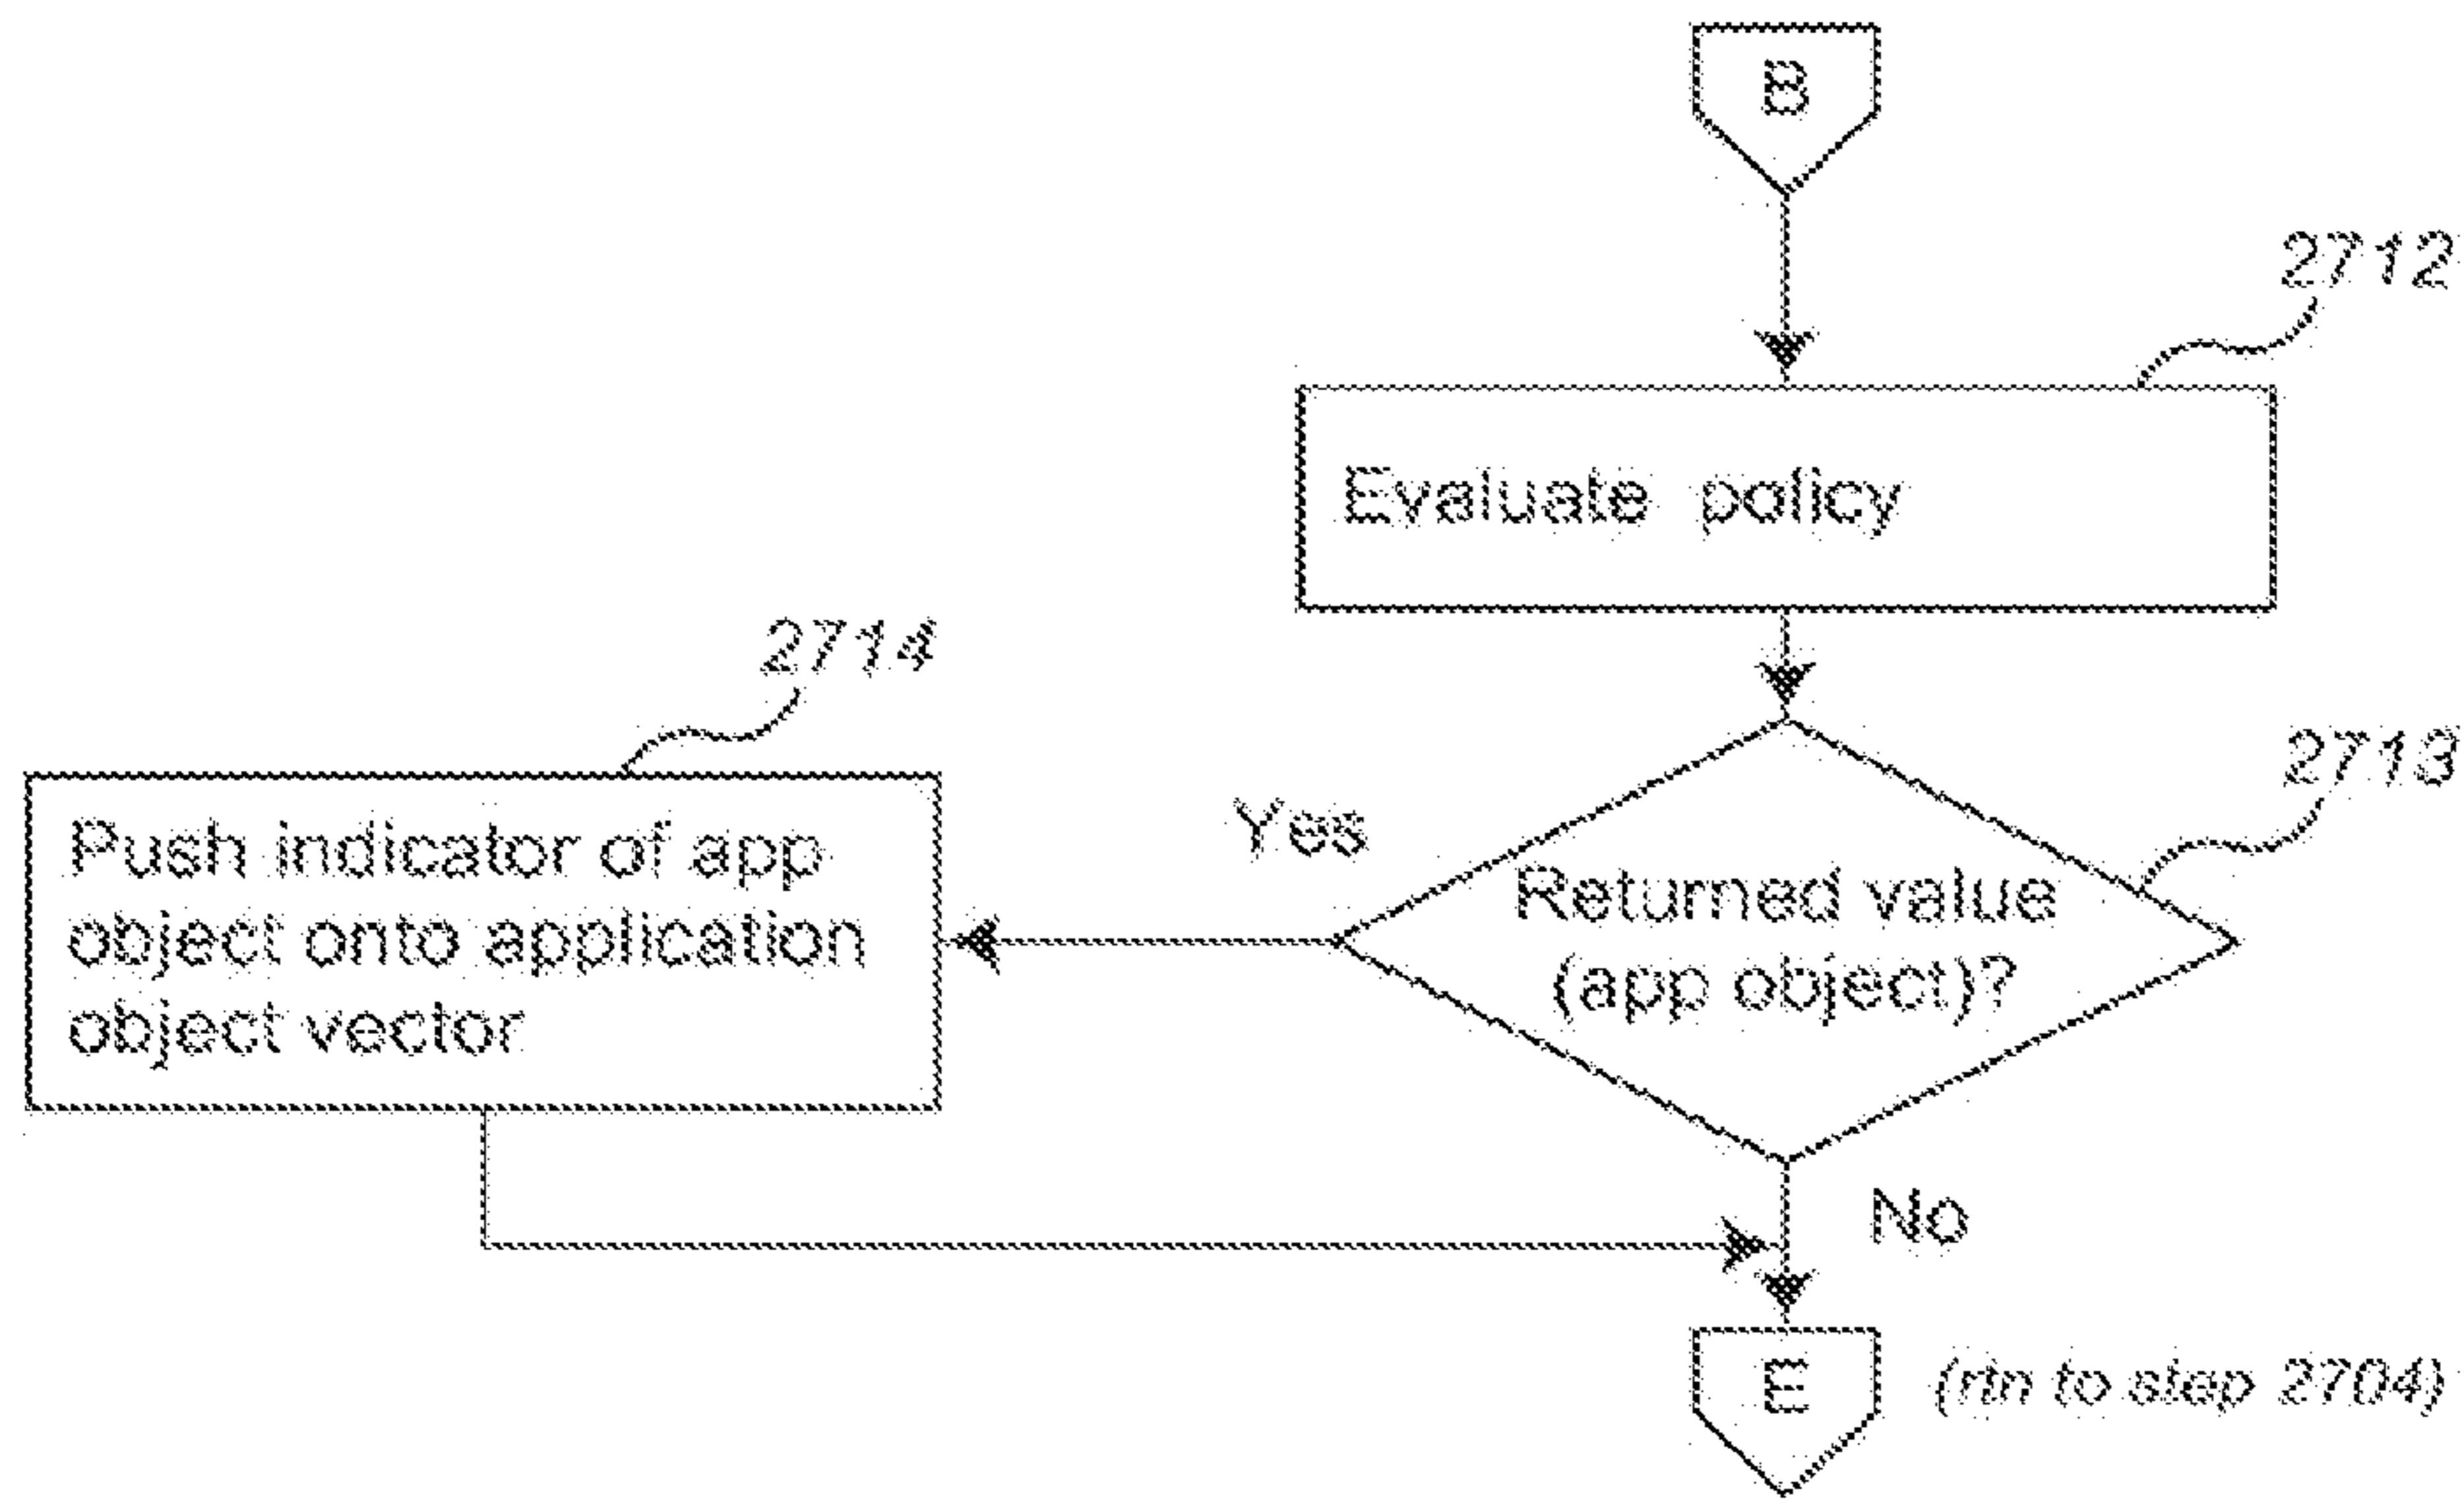 B
2712
Evaluate policy
2714
2713
Yes
Push indicator of app
object onto application
object vector
Returned value
(app object)?
No
E
(rtn to step 2704)